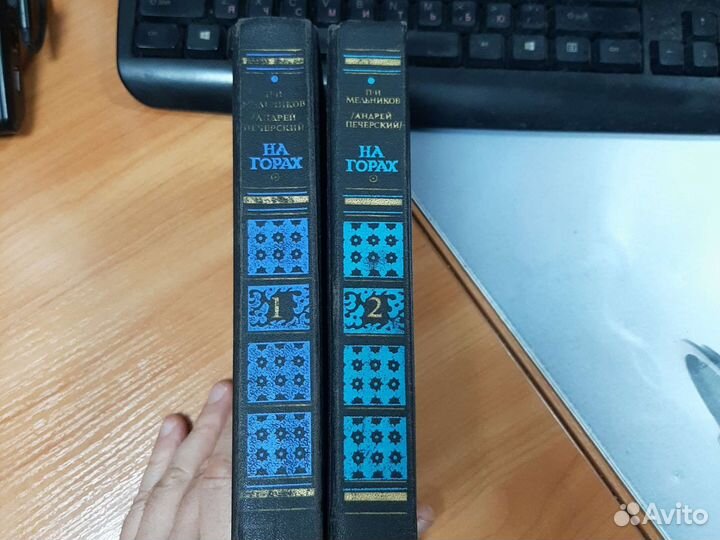 П·И
МЕЛЬНИКОВ
/АНДРЕЙ
ПЕЧЕРСКИЙ/
НА
ГОРАХ
1
П·И
МЕЛЬНИКОВ
/АНДРЕЙ
ПЕЧЕРСКИЙ/
НА
ГОРАХ
2
Avito